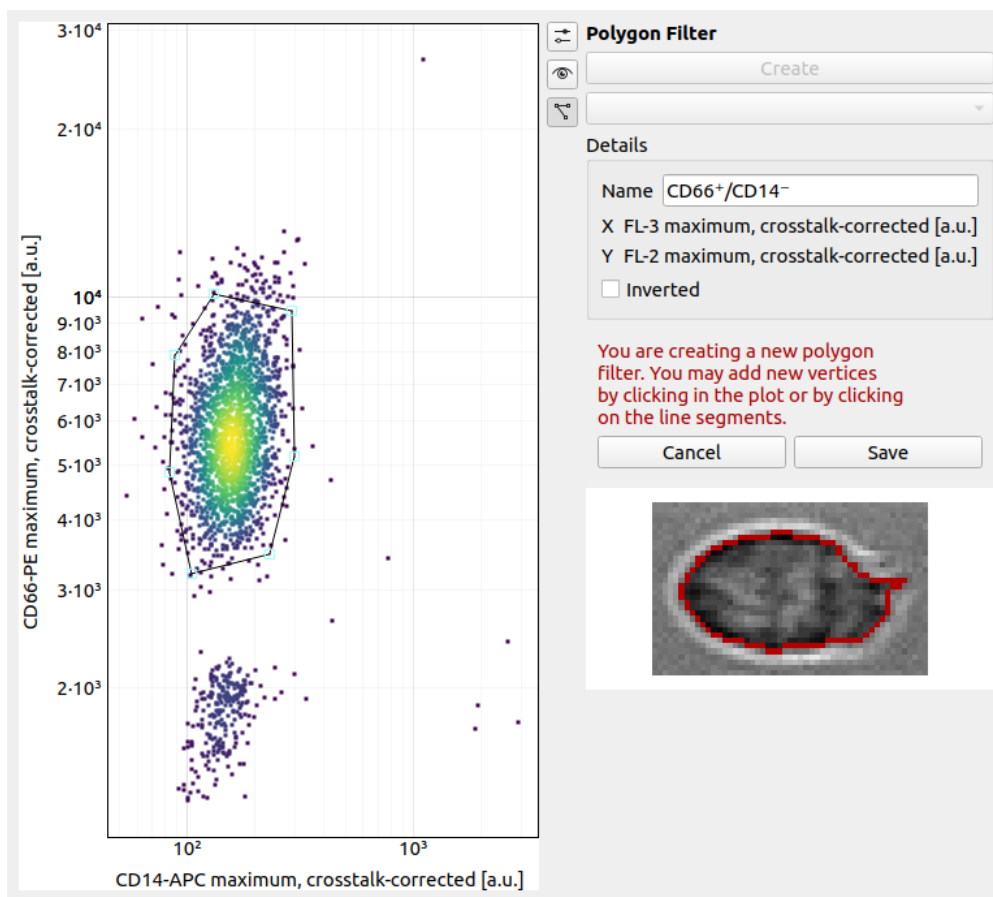 3·10⁴
2·10⁴
10⁴
9·10³
8·10³
7·10³
6·10³
5·10³
4·10³
3·10³
2·10³
CD66-PE maximum, crosstalk-corrected [a.u.]
10²
10³
CD14-APC maximum, crosstalk-corrected [a.u.]
Polygon Filter
Create
Details
Name CD66⁺/CD14⁻
X FL-3 maximum, crosstalk-corrected [a.u.]
Y FL-2 maximum, crosstalk-corrected [a.u.]
Inverted
You are creating a new polygon
filter. You may add new vertices
by clicking in the plot or by clicking
on the line segments.
Cancel
Save